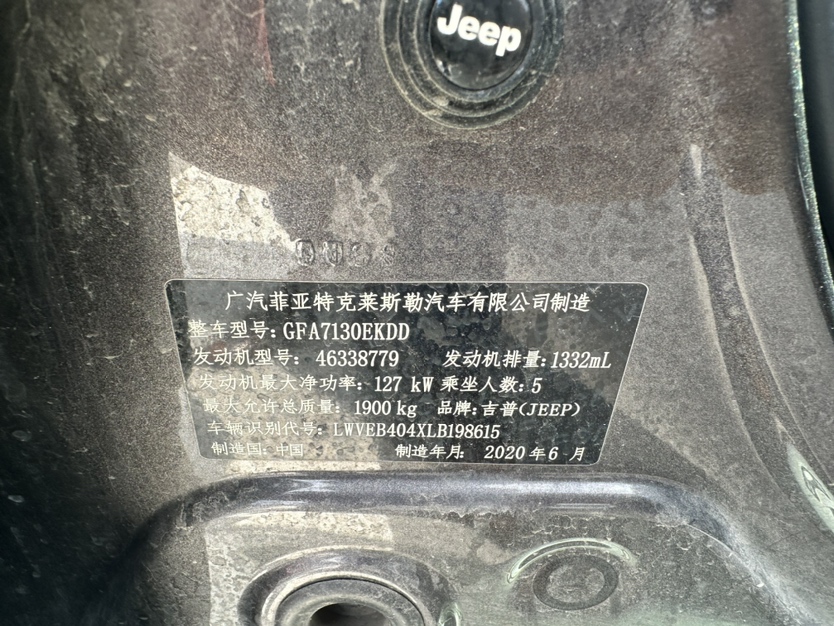 Jeep
广汽菲亚特克莱斯勒汽车有限公司制造
整车型号：GFA7130EKDD
发动机型号： 46338779 发动机排量：1332mL
发动机最大净功率：127 kW 乘坐人数：5
最大允许总质量： 1900 kg 品牌：吉普(JEEP)
车辆识别代号：LWVEB404XLB198615
制造国：中国 制造年月： 2020 年 6 月